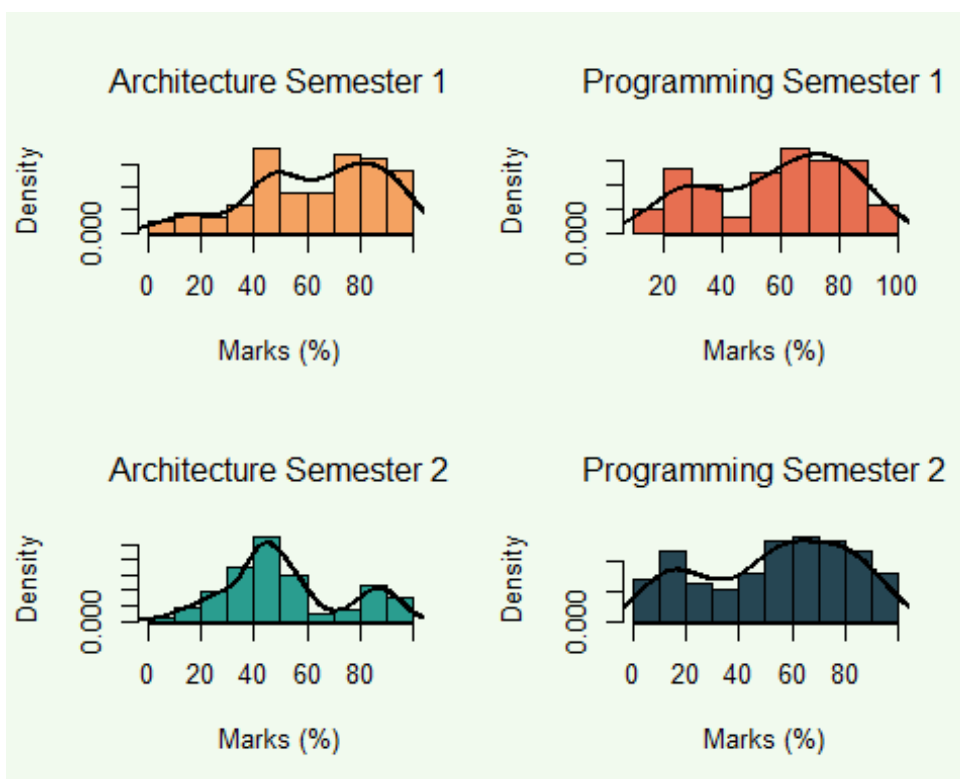 Architecture Semester 1
Density
0.000
0 20 40 60 80
Marks (%)
Programming Semester 1
Density
0.000
20 40 60 80 100
Marks (%)
Architecture Semester 2
Density
0.000
0 20 40 60 80
Marks (%)
Programming Semester 2
Density
0.000
0 20 40 60 80
Marks (%)